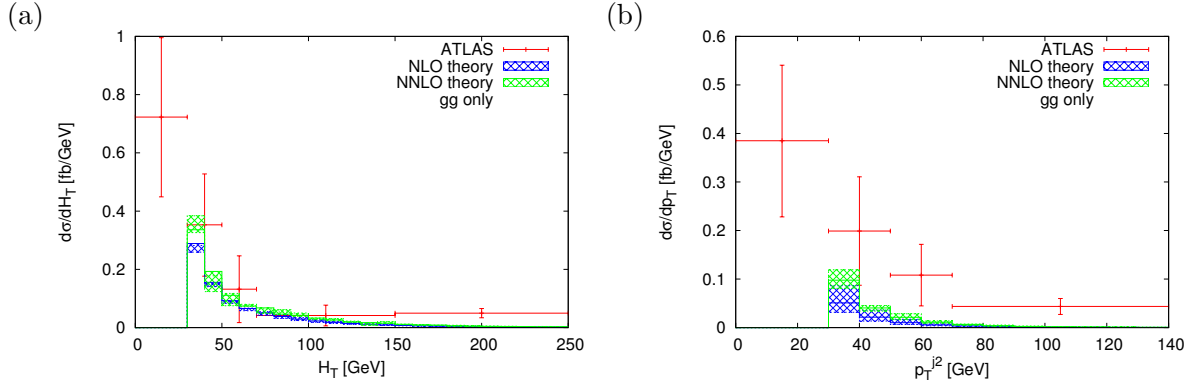 (a)
dσ/dH_T [fb/GeV]
1
0.8
0.6
0.4
0.2
0
0 50 100 150 200 250
H_T [GeV]
ATLAS
NLO theory
NNLO theory
gg only
(b)
dσ/dp_T [fb/GeV]
0.6
0.5
0.4
0.3
0.2
0.1
0
0 20 40 60 80 100 120 140
p_T^j2 [GeV]
ATLAS
NLO theory
NNLO theory
gg only